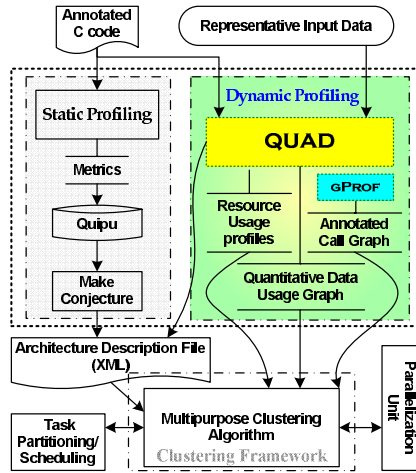 Annotated
C code
Representative Input Data
Dynamic Profiling
Static Profiling
QUAD
Metrics
GPROF
Resource
Usage
profiles
Annotated
Call Graph
Quipu
Quantitative Data
Usage Graph
Make
Conjecture
Architecture Description File
(XML)
Parallelization
Unit
Task
Partitioning/
Scheduling
Multipurpose Clustering
Algorithm
Clustering Framework